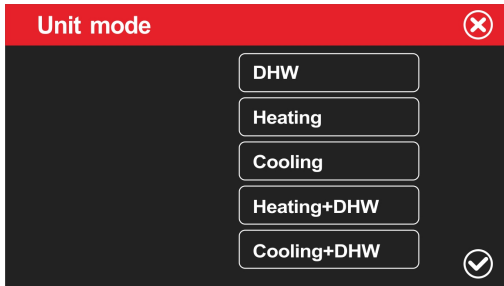 Unit mode
DHW
Heating
Cooling
Heating+DHW
Cooling+DHW